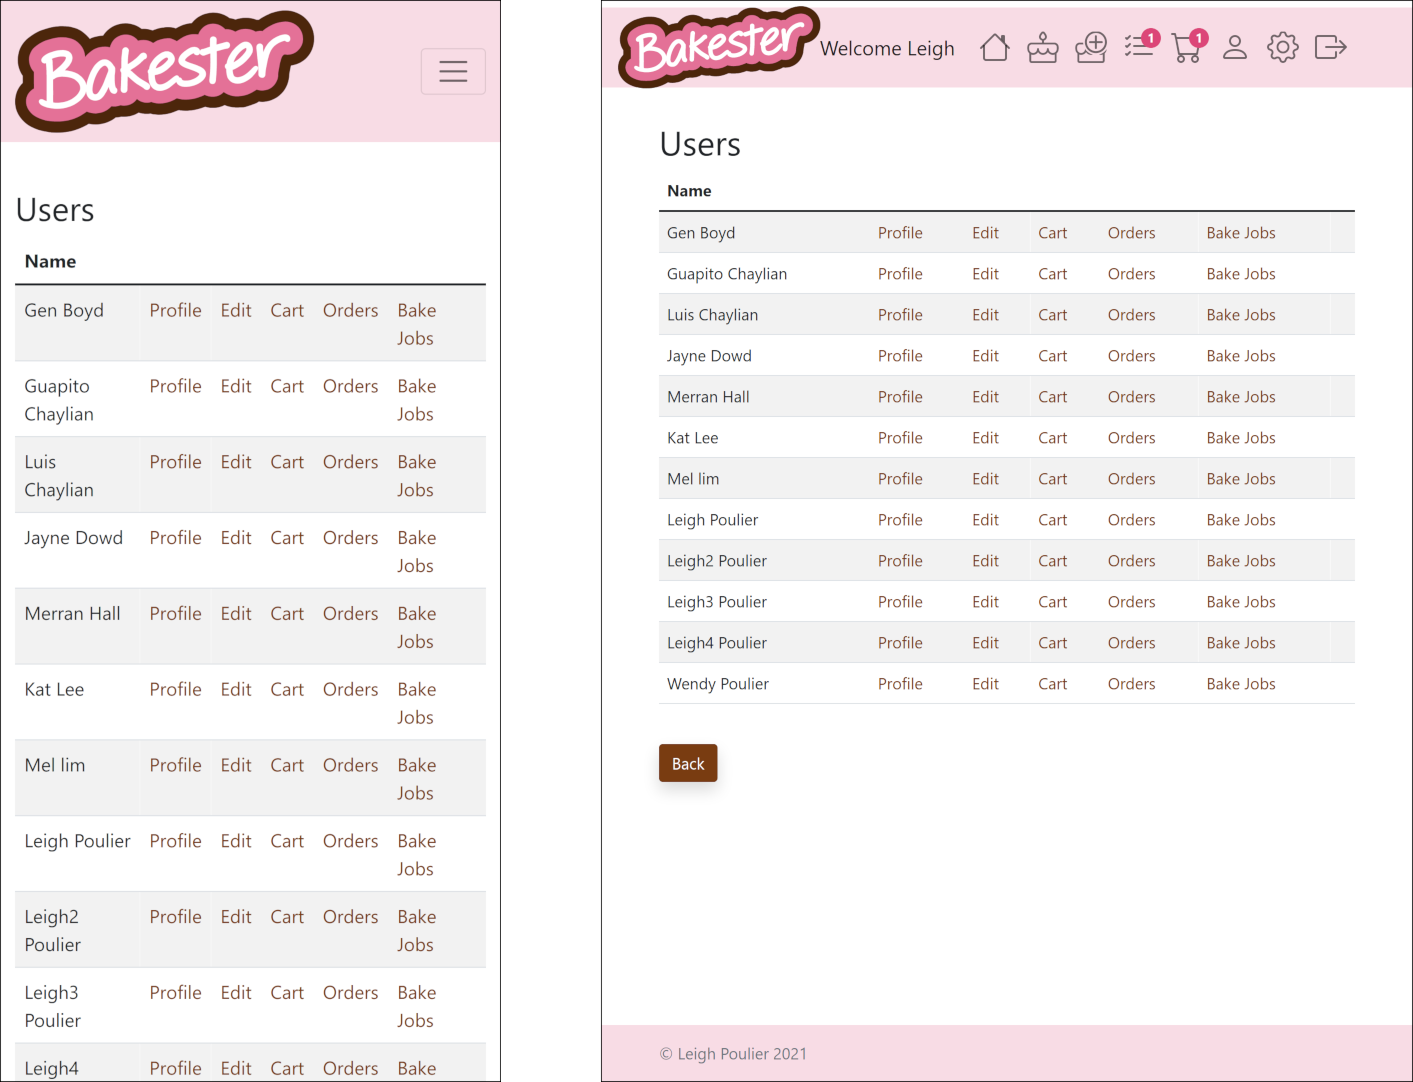 Bakester
Users
Name
Gen Boyd Profile Edit Cart Orders Bake
Jobs
Guapito Profile Edit Cart Orders Bake
Chaylian Jobs
Luis Profile Edit Cart Orders Bake
Chaylian Jobs
Jayne Dowd Profile Edit Cart Orders Bake
Jobs
Merran Hall Profile Edit Cart Orders Bake
Jobs
Kat Lee Profile Edit Cart Orders Bake
Jobs
Mel lim Profile Edit Cart Orders Bake
Jobs
Leigh Poulier Profile Edit Cart Orders Bake
Jobs
Leigh2 Profile Edit Cart Orders Bake
Poulier Jobs
Leigh3 Profile Edit Cart Orders Bake
Poulier Jobs
Leigh4 Profile Edit Cart Orders Bake
Bakester Welcome Leigh 1 1
Users
Name
Gen Boyd Profile Edit Cart Orders Bake Jobs
Guapito Chaylian Profile Edit Cart Orders Bake Jobs
Luis Chaylian Profile Edit Cart Orders Bake Jobs
Jayne Dowd Profile Edit Cart Orders Bake Jobs
Merran Hall Profile Edit Cart Orders Bake Jobs
Kat Lee Profile Edit Cart Orders Bake Jobs
Mel lim Profile Edit Cart Orders Bake Jobs
Leigh Poulier Profile Edit Cart Orders Bake Jobs
Leigh2 Poulier Profile Edit Cart Orders Bake Jobs
Leigh3 Poulier Profile Edit Cart Orders Bake Jobs
Leigh4 Poulier Profile Edit Cart Orders Bake Jobs
Wendy Poulier Profile Edit Cart Orders Bake Jobs
Back
© Leigh Poulier 2021